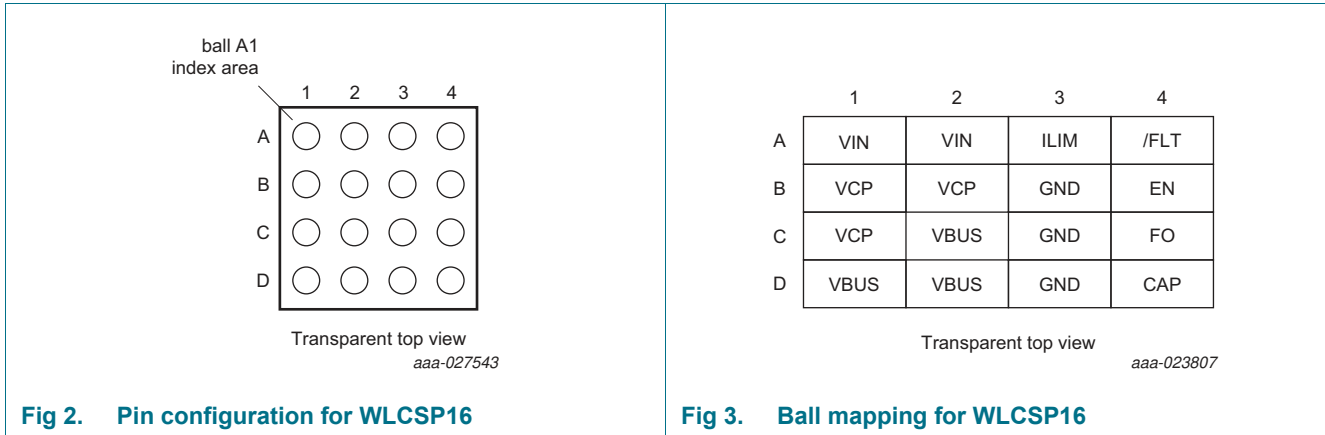 ball A1
index area
1 2 3 4
A
B
C
D
Transparent top view
aaa-027543
Fig 2. Pin configuration for WLCSP16
1 2 3 4
A VIN VIN ILIM /FLT
B VCP VCP GND EN
C VCP VBUS GND FO
D VBUS VBUS GND CAP
Transparent top view
aaa-023807
Fig 3. Ball mapping for WLCSP16